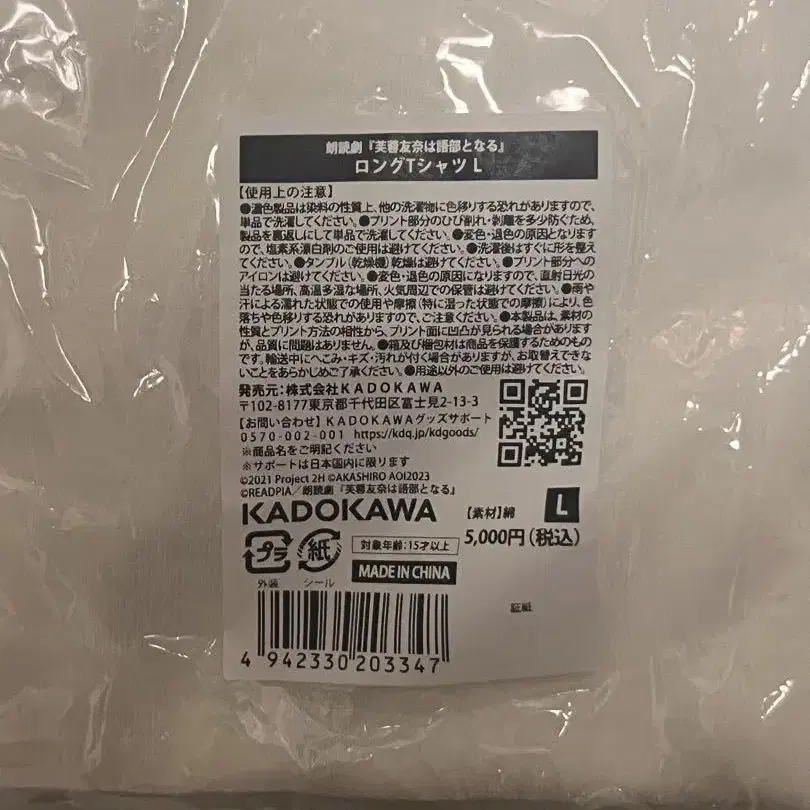 朗読劇『芙蓉友奈は語部となる』
ロングTシャツ L
【使用上の注意】
●濃色製品は染料の性質上、他の洗濯物に色移りする恐れがありますので、
単品で洗濯してください。●プリント部分のひび割れ・剥離を多少防ぐため、
製品を裏返しにして単品で洗濯してください。●変色・退色の原因となります
ので、塩素系漂白剤のご使用は避けてください。●洗濯後はすぐに形を整え
てください。●タンブル(乾燥機)乾燥は避けてください。●プリント部分への
アイロンは避けてください。●変色・退色の原因になりますので、直射日光の
当たる場所、高温多湿な場所、火気周辺での保管は避けてください。●雨や
汗による濡れた状態での使用や摩擦(特に湿った状態での摩擦)により、色
落ちや色移りする恐れがありますので、ご注意ください。●本製品は、素材の
性質とプリント方法の相性から、プリント面に凹凸が見られる場合があります
が、品質に問題はありません。●箱及び梱包材は商品を保護するためのもの
です。輸送中にへこみ・キズ・汚れが付く場合がありますが、お取替えできな
いことをあらかじめご了承ください。●用途以外のご使用は避けてください。
発売元:株式会社KADOKAWA
〒102-8177東京都千代田区富士見2-13-3
【お問い合わせ】KADOKAWAグッズサポート
0570-002-001 https://kdq.jp/kdgoods/
※商品名をご明記ください
※サポートは日本国内に限ります
©2021 Project 2H ©AKASHIRO AOI2023
©READPIA/朗読劇『芙蓉友奈は語部となる』
KADOKAWA
【素材】綿 L
5,000円(税込)
プラ 紙 対象年齢:15才以上
外装 シール MADE IN CHINA
証紙
4 942330 203347